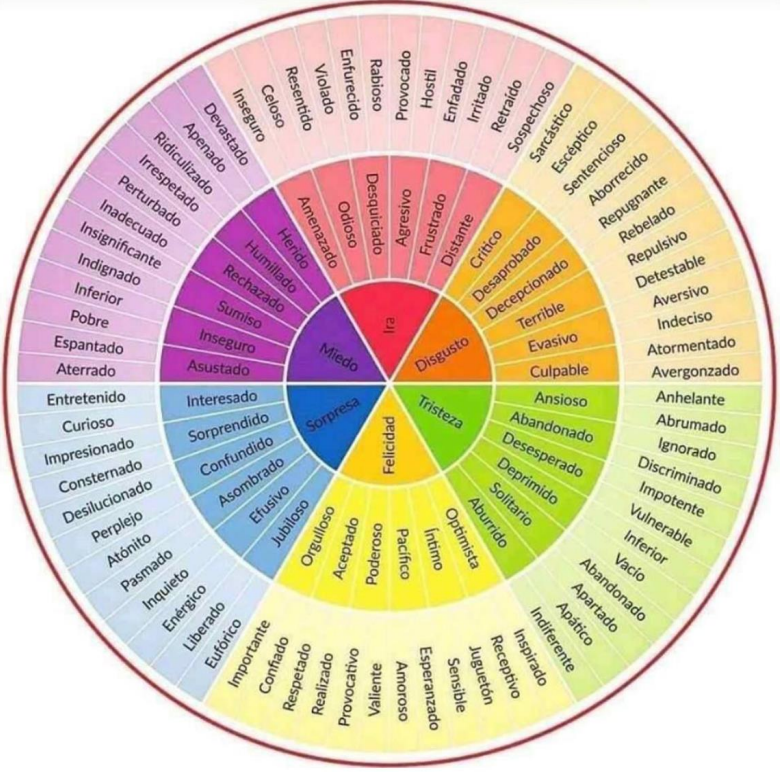 Ira
Disgusto
Tristeza
Felicidad
Sorpresa
Miedo
Amenazado
Odioso
Desquiciado
Agresivo
Frustrado
Distante
Crítico
Desaprobado
Decepcionado
Terrible
Evasivo
Culpable
Ansioso
Abandonado
Desesperado
Deprimido
Solitario
Aburrido
Optimista
Íntimo
Pacífico
Poderoso
Aceptado
Orgulloso
Jubiloso
Efusivo
Asombrado
Confundido
Sorprendido
Interesado
Asustado
Inseguro
Sumiso
Rechazado
Humillado
Herido
Inseguro
Celoso
Resentido
Violado
Enfurecido
Rabioso
Provocado
Hostil
Enfadado
Irritado
Retraído
Sospechoso
Sarcástico
Escéptico
Sentencioso
Aborrecido
Repugnante
Rebelado
Repulsivo
Detestable
Aversivo
Indeciso
Atormentado
Avergonzado
Anhelante
Abrumado
Ignorado
Discriminado
Impotente
Vulnerable
Inferior
Vacío
Abandonado
Apartado
Apático
Indiferente
Inspirado
Receptivo
Juguetón
Sensible
Esperanzado
Amoroso
Valiente
Provocativo
Realizado
Respetado
Confiado
Importante
Eufórico
Liberado
Enérgico
Inquieto
Pasmado
Atónito
Perplejo
Desilucionado
Consternado
Impresionado
Curioso
Entretenido
Aterrado
Espantado
Pobre
Inferior
Indignado
Insignificante
Inadecuado
Perturbado
Irrespetado
Ridiculizado
Apenado
Devastado